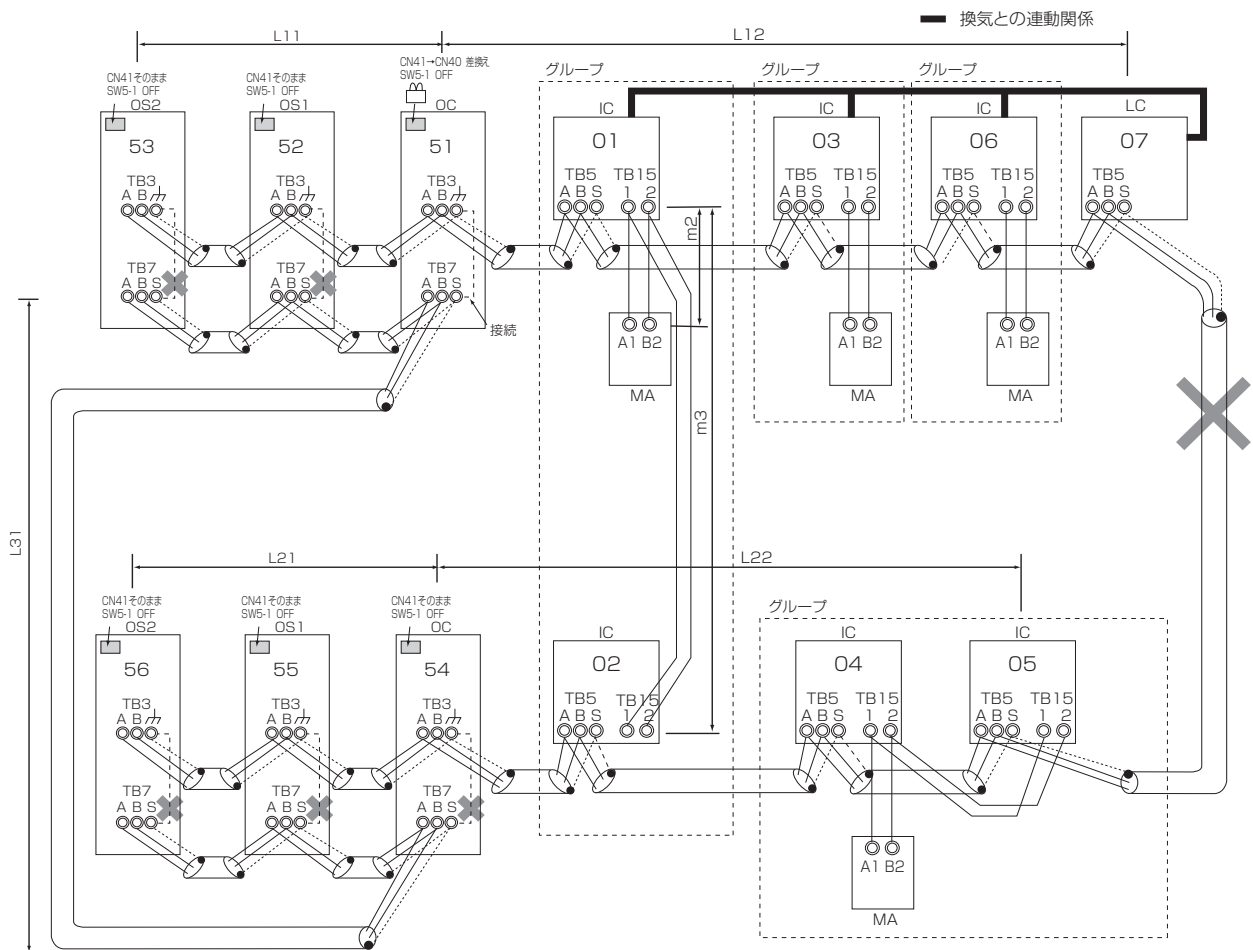 換気との連動関係
L11
L12
CN41そのまま
SW5-1 OFF
OS2
CN41そのまま
SW5-1 OFF
OS1
CN41→CN40 差換え
SW5-1 OFF
OC
グループ
グループ
グループ
IC
IC
IC
LC
53
52
51
01
03
06
07
TB3
A B
TB3
A B
TB3
A B
TB5
A B S
TB15
1 2
TB5
A B S
TB15
1 2
TB5
A B S
TB15
1 2
TB5
A B S
TB7
A B S
TB7
A B S
TB7
A B S
接続
m2
m3
A1 B2
MA
A1 B2
MA
A1 B2
MA
L31
L21
L22
CN41そのまま
SW5-1 OFF
OS2
CN41そのまま
SW5-1 OFF
OS1
CN41そのまま
SW5-1 OFF
OC
グループ
IC
IC
IC
56
55
54
02
04
05
TB3
A B
TB3
A B
TB3
A B
TB5
A B S
TB15
1 2
TB5
A B S
TB15
1 2
TB5
A B S
TB15
1 2
TB7
A B S
TB7
A B S
TB7
A B S
A1 B2
MA